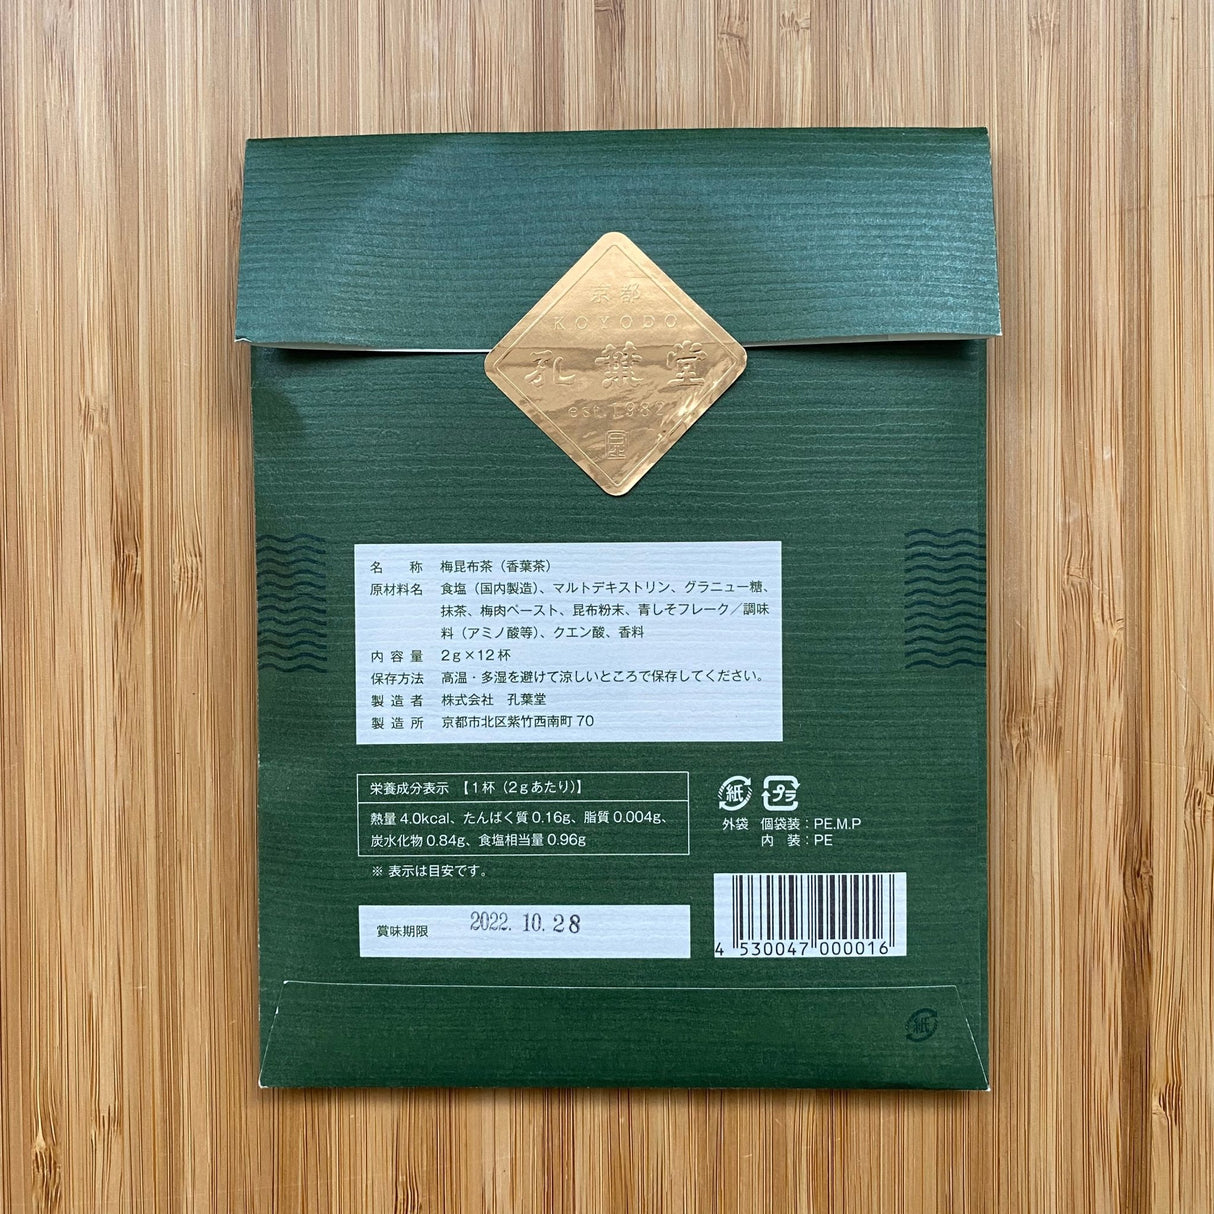 京都
KOYODO
孔葉堂
est.1982
名　称　梅昆布茶（香葉茶）
原材料名　食塩（国内製造）、マルトデキストリン、グラニュー糖、
抹茶、梅肉ペースト、昆布粉末、青しそフレーク／調味
料（アミノ酸等）、クエン酸、香料
内容量　2g×12杯
保存方法　高温・多湿を避けて涼しいところで保存してください。
製造者　株式会社　孔葉堂
製造所　京都市北区紫竹西南町70
栄養成分表示【1杯（2gあたり）】
熱量4.0kcal、たんぱく質0.16g、脂質0.004g、
炭水化物0.84g、食塩相当量0.96g
※表示は目安です。
紙　プラ
外袋　個袋装：PE.M.P
内　装：PE
賞味期限　2022. 10. 28
4 530047 000016
紙